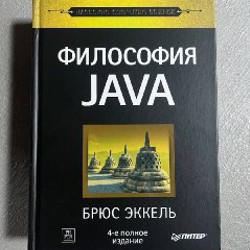 ФИЛОСОФИЯ
JAVA
БРЮС ЭККЕЛЬ
4-е полное
издание
ПИТЕР